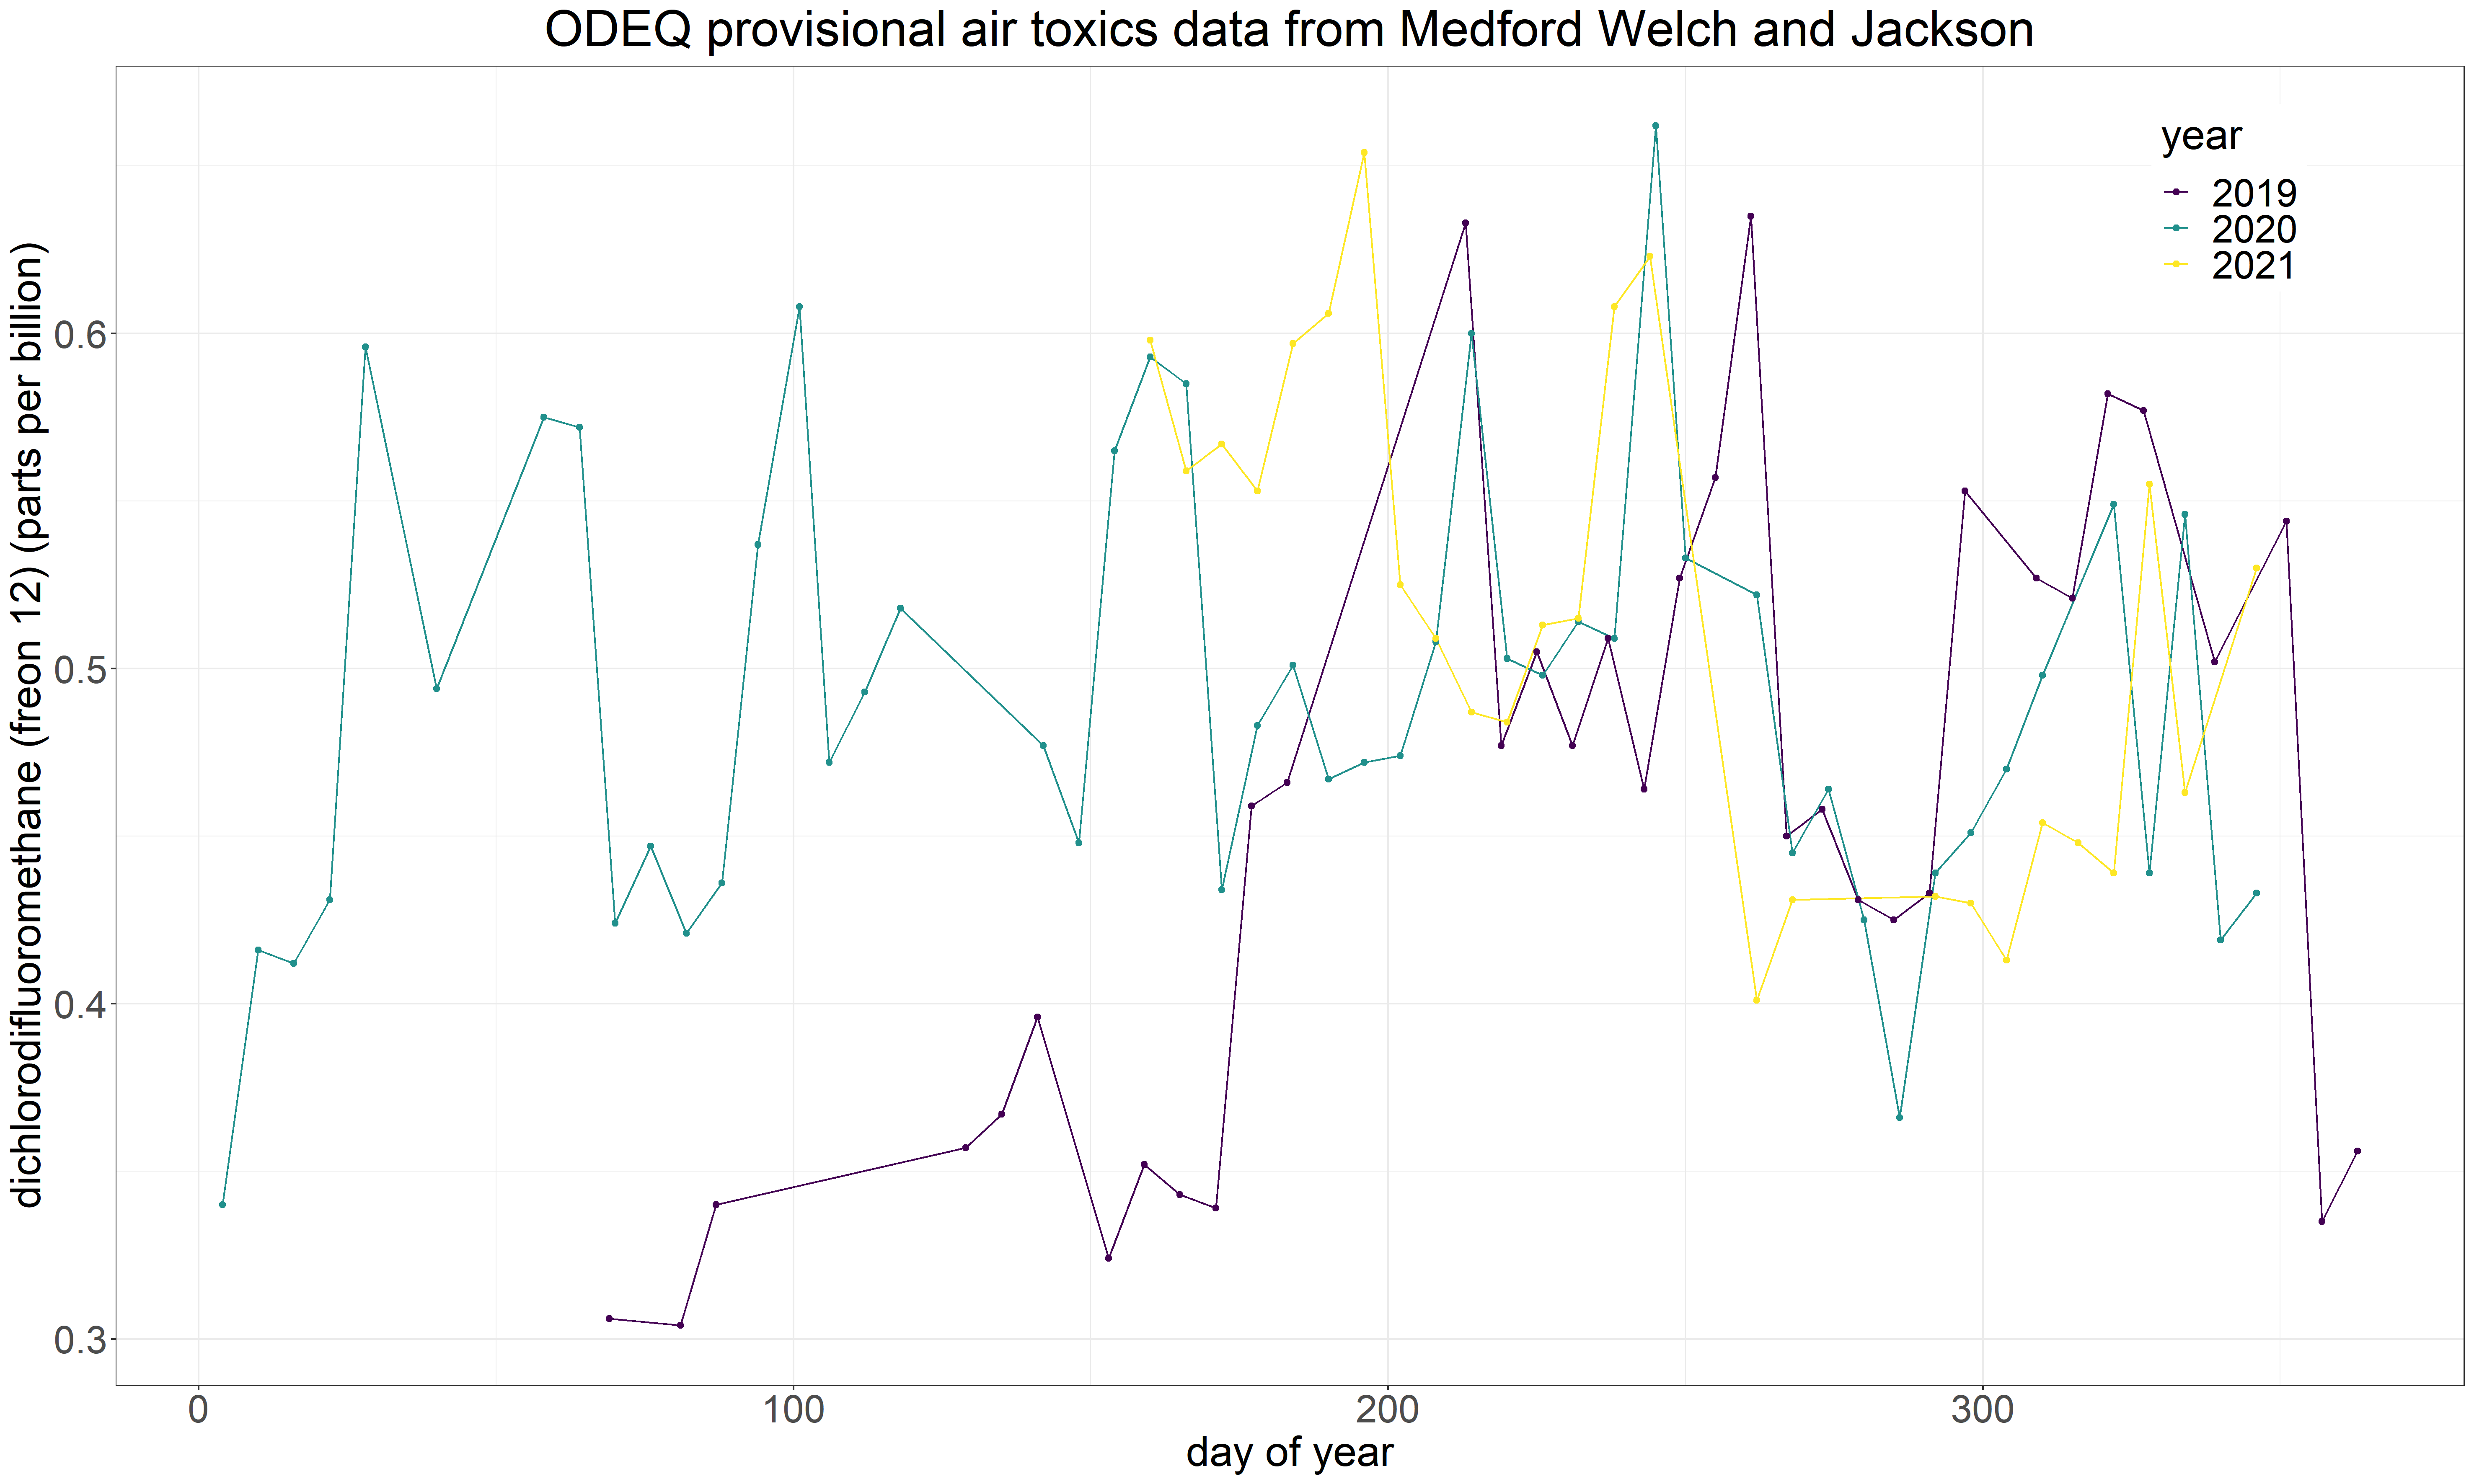 ODEQ provisional air toxics data from Medford Welch and Jackson
dichlorodifluoromethane (freon 12) (parts per billion)
0.6
0.5
0.4
0.3
year
2019
2020
2021
0 100 200 300
day of year